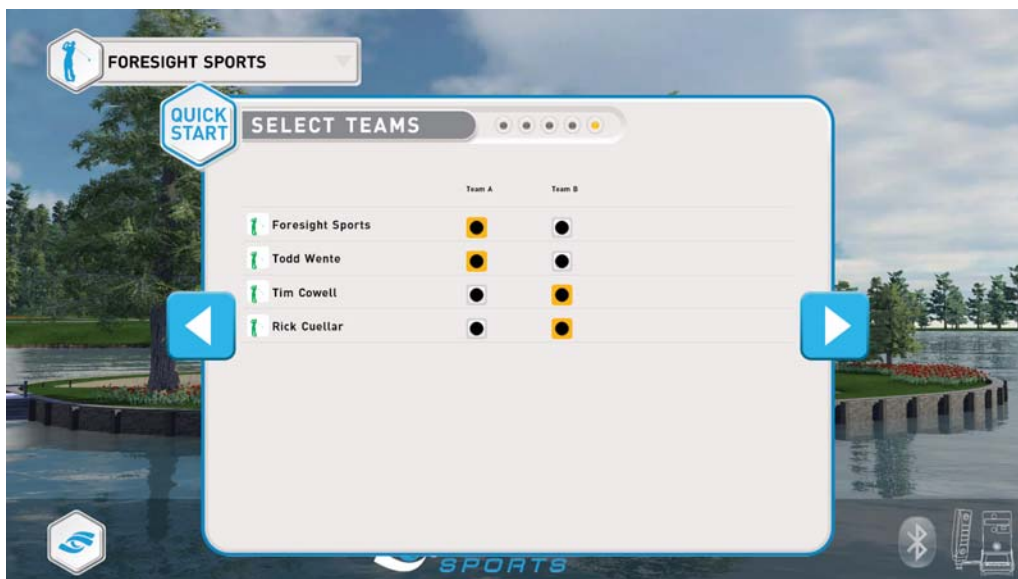 FORESIGHT SPORTS
QUICK
START
SELECT TEAMS
Team A Team B
Foresight Sports
Todd Wente
Tim Cowell
Rick Cuellar
SPORTS